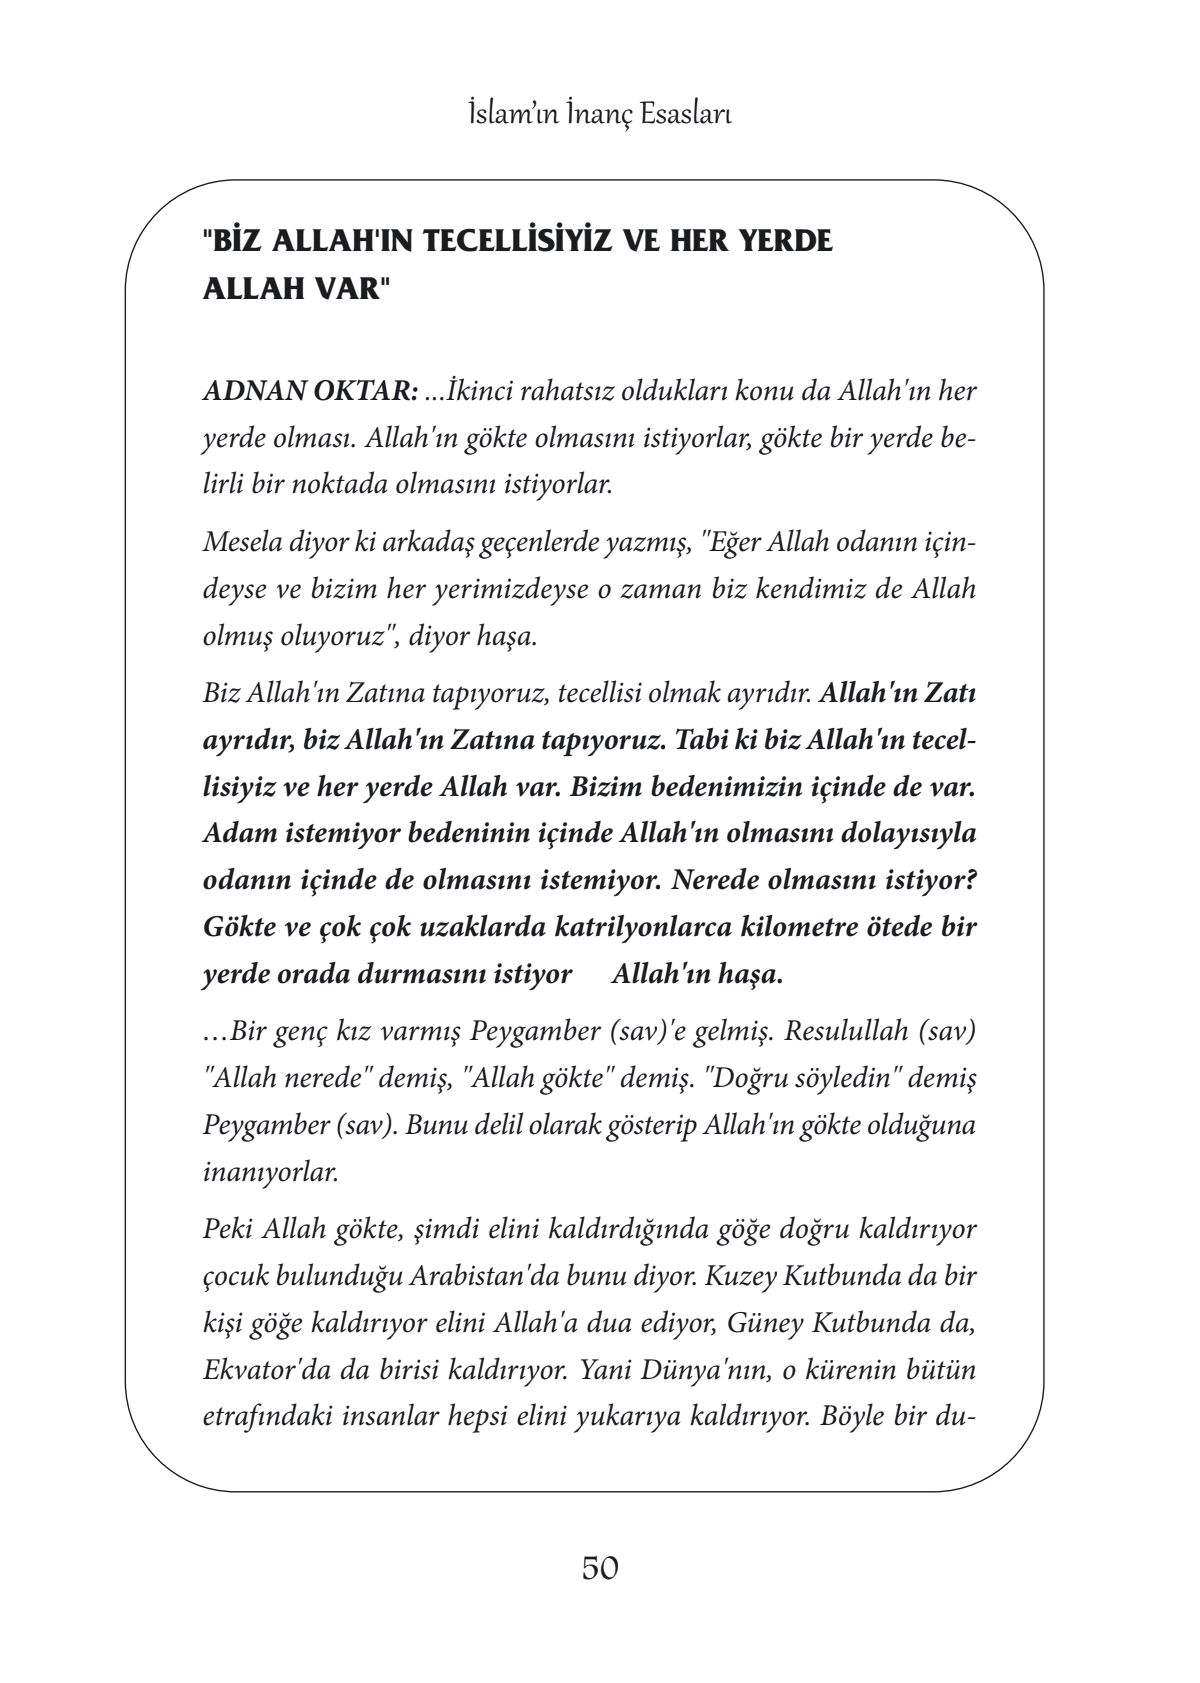 İslam’ın İnanç Esasları
"BİZ ALLAH'IN TECELLİSİYİZ VE HER YERDE
ALLAH VAR"
ADNAN OKTAR: ...İkinci rahatsız oldukları konu da Allah'ın her
yerde olması. Allah'ın gökte olmasını istiyorlar, gökte bir yerde be-
lirli bir noktada olmasını istiyorlar.
Mesela diyor ki arkadaş geçenlerde yazmış, "Eğer Allah odanın için-
deyse ve bizim her yerimizdeyse o zaman biz kendimiz de Allah
olmuş oluyoruz", diyor haşa.
Biz Allah'ın Zatına tapıyoruz, tecellisi olmak ayrıdır. Allah'ın Zatı
ayrıdır, biz Allah'ın Zatına tapıyoruz. Tabi ki biz Allah'ın tecel-
lisiyiz ve her yerde Allah var. Bizim bedenimizin içinde de var.
Adam istemiyor bedeninin içinde Allah'ın olmasını dolayısıyla
odanın içinde de olmasını istemiyor. Nerede olmasını istiyor?
Gökte ve çok çok uzaklarda katrilyonlarca kilometre ötede bir
yerde orada durmasını istiyor Allah'ın haşa.
…Bir genç kız varmış Peygamber (sav)'e gelmiş. Resulullah (sav)
"Allah nerede" demiş, "Allah gökte" demiş. "Doğru söyledin" demiş
Peygamber (sav). Bunu delil olarak gösterip Allah'ın gökte olduğuna
inanıyorlar.
Peki Allah gökte, şimdi elini kaldırdığında göğe doğru kaldırıyor
çocuk bulunduğu Arabistan'da bunu diyor. Kuzey Kutbunda da bir
kişi göğe kaldırıyor elini Allah'a dua ediyor, Güney Kutbunda da,
Ekvator'da da birisi kaldırıyor. Yani Dünya'nın, o kürenin bütün
etrafındaki insanlar hepsi elini yukarıya kaldırıyor. Böyle bir du-
50